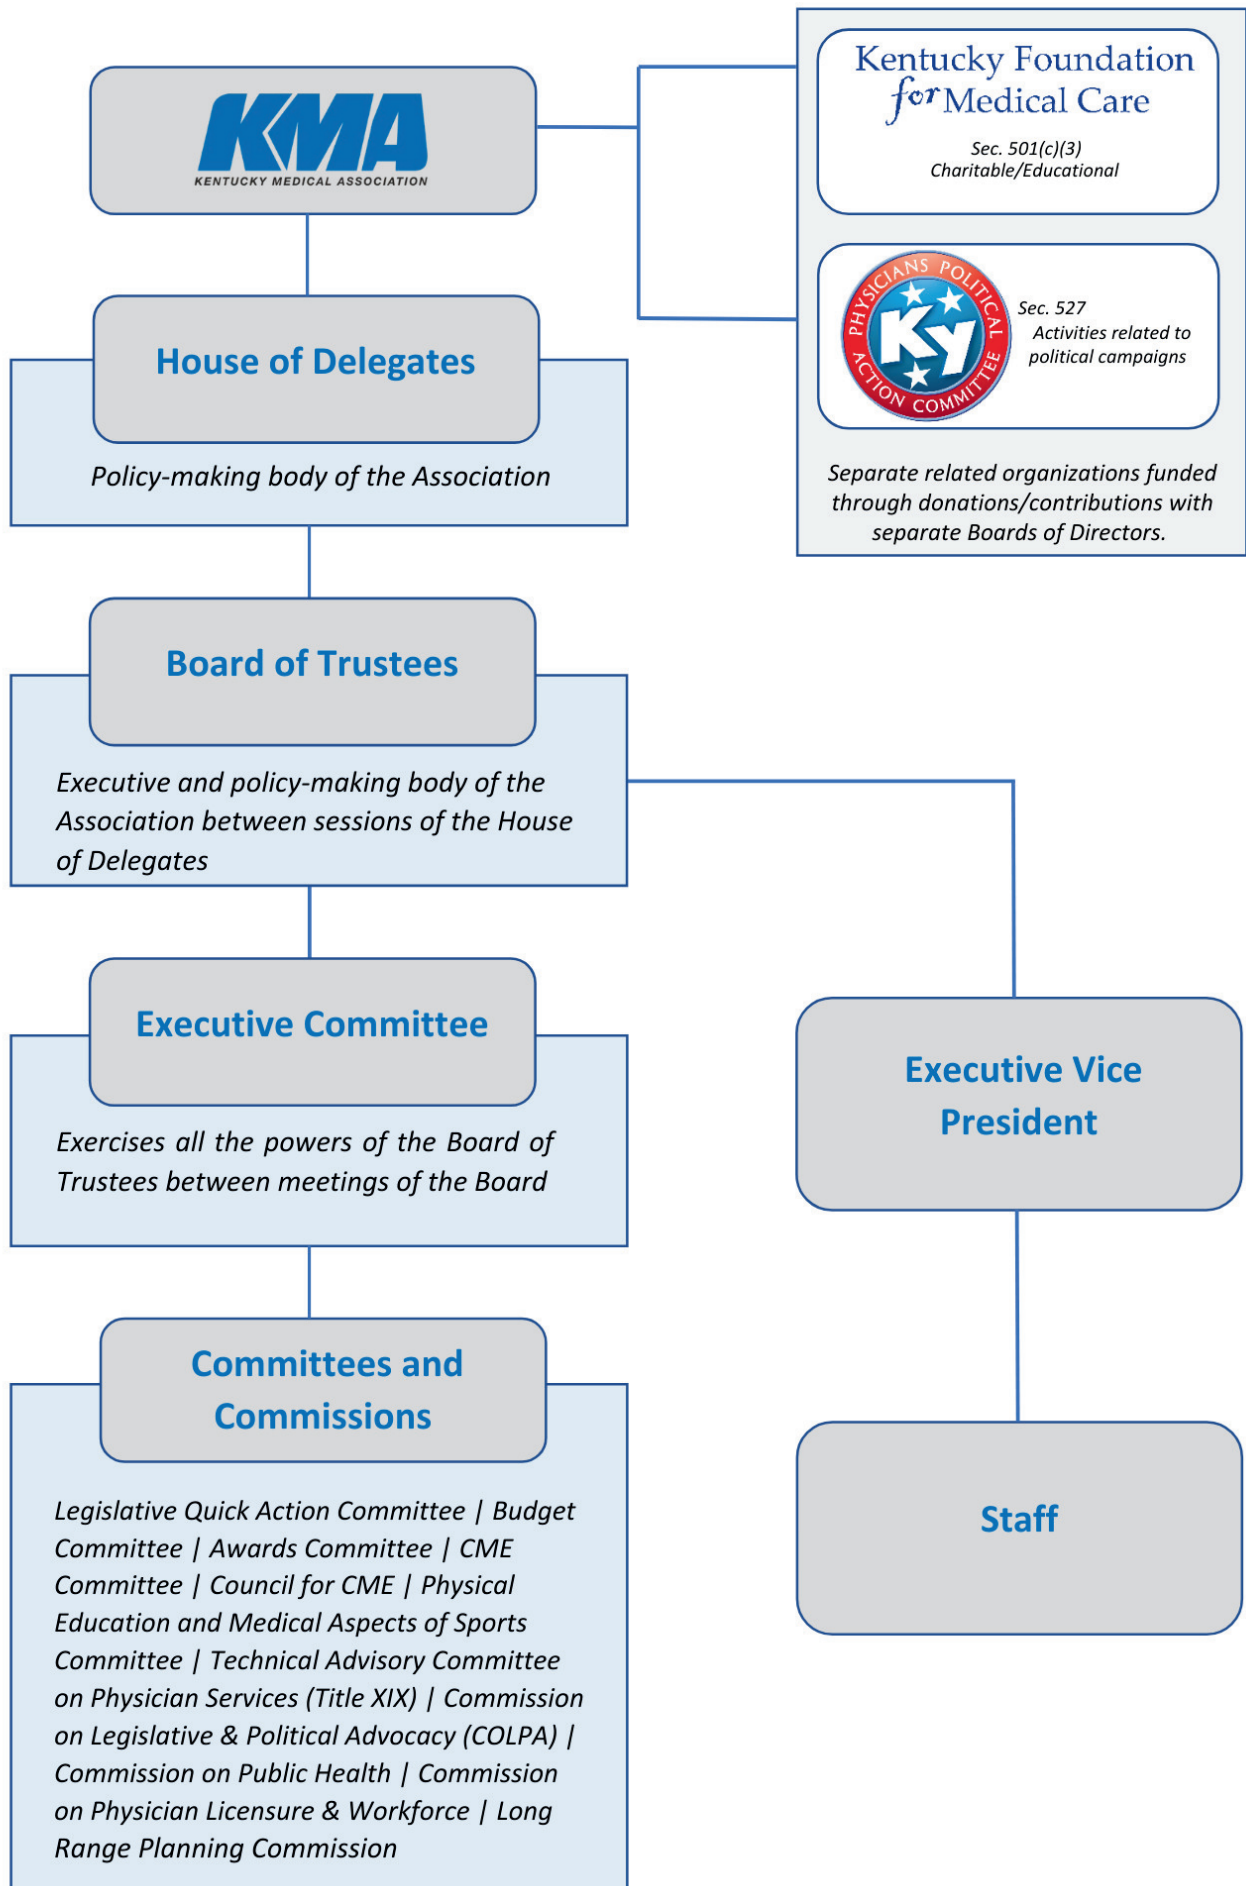 KMA
KENTUCKY MEDICAL ASSOCIATION
Kentucky Foundation
for Medical Care
Sec. 501(c)(3)
Charitable/Educational
PHYSICIANS POLITICAL
ACTION COMMITTEE
Ky
Sec. 527
Activities related to
political campaigns
Separate related organizations funded
through donations/contributions with
separate Boards of Directors.
House of Delegates
Policy-making body of the Association
Board of Trustees
Executive and policy-making body of the
Association between sessions of the House
of Delegates
Executive Committee
Exercises all the powers of the Board of
Trustees between meetings of the Board
Executive Vice
President
Committees and
Commissions
Legislative Quick Action Committee | Budget
Committee | Awards Committee | CME
Committee | Council for CME | Physical
Education and Medical Aspects of Sports
Committee | Technical Advisory Committee
on Physician Services (Title XIX) | Commission
on Legislative & Political Advocacy (COLPA) |
Commission on Public Health | Commission
on Physician Licensure & Workforce | Long
Range Planning Commission
Staff